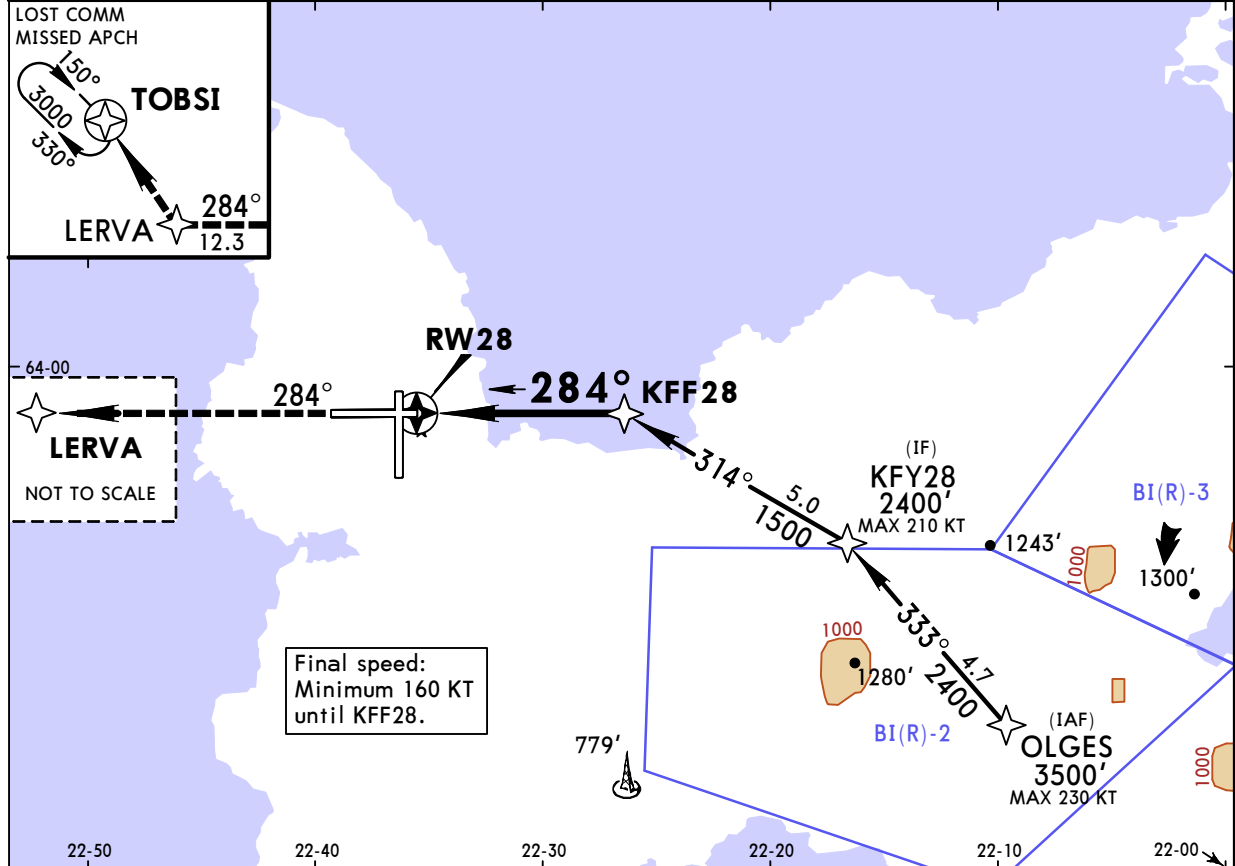 LOST COMM
MISSED APCH
150°
TOBSI
3000
330°
284°
LERVA
12.3
RW28
64-00
284°
284° KFF28
LERVA
NOT TO SCALE
314°
5.0
1500
(IF)
KFY28
2400'
MAX 210 KT
BI(R)-3
1243'
1000
1300'
333°
4.7
2400
1000
1280'
Final speed:
Minimum 160 KT
until KFF28.
BI(R)-2
(IAF)
OLGES
3500'
MAX 230 KT
779'
1000
22-50
22-40
22-30
22-20
22-10
22-00